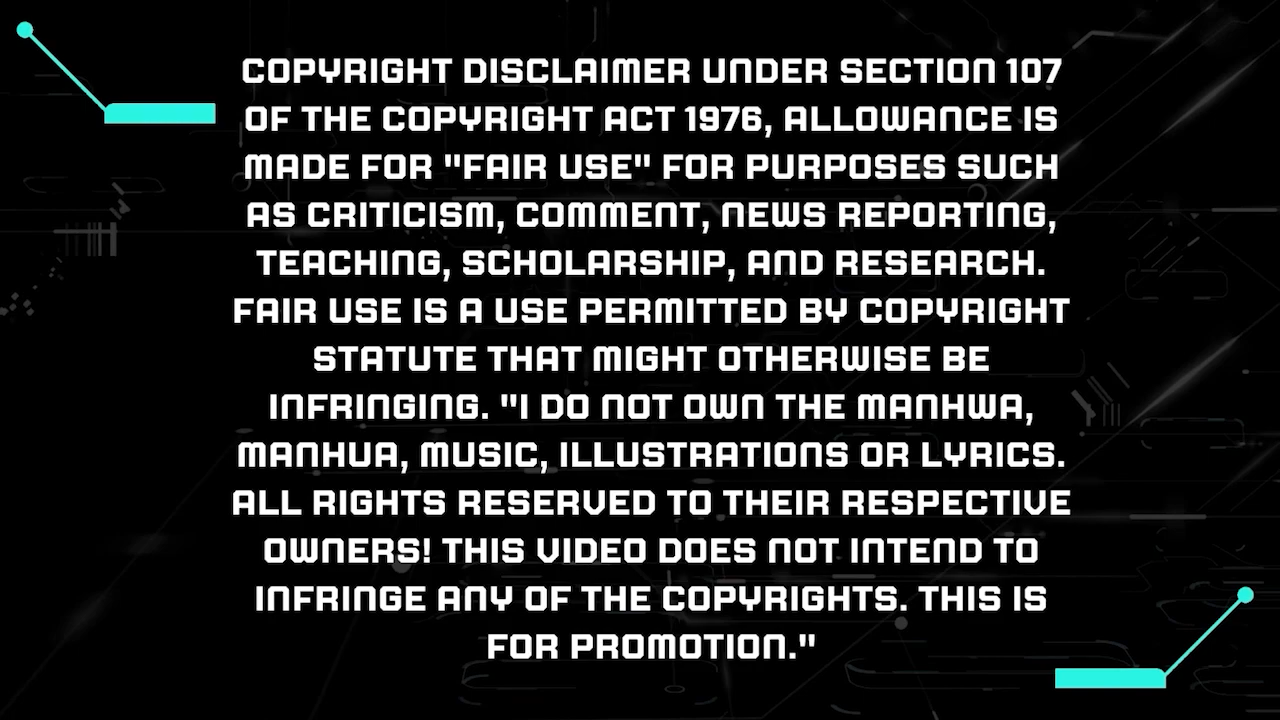 COPYRIGHT DISCLAIMER UNDER SECTION 107
OF THE COPYRIGHT ACT 1976, ALLOWANCE IS
MADE FOR "FAIR USE" FOR PURPOSES SUCH
AS CRITICISM, COMMENT, NEWS REPORTING,
TEACHING, SCHOLARSHIP, AND RESEARCH.
FAIR USE IS A USE PERMITTED BY COPYRIGHT
STATUTE THAT MIGHT OTHERWISE BE
INFRINGING. "I DO NOT OWN THE MANHWA,
MANHUA, MUSIC, ILLUSTRATIONS OR LYRICS.
ALL RIGHTS RESERVED TO THEIR RESPECTIVE
OWNERS! THIS VIDEO DOES NOT INTEND TO
INFRINGE ANY OF THE COPYRIGHTS. THIS IS
FOR PROMOTION."